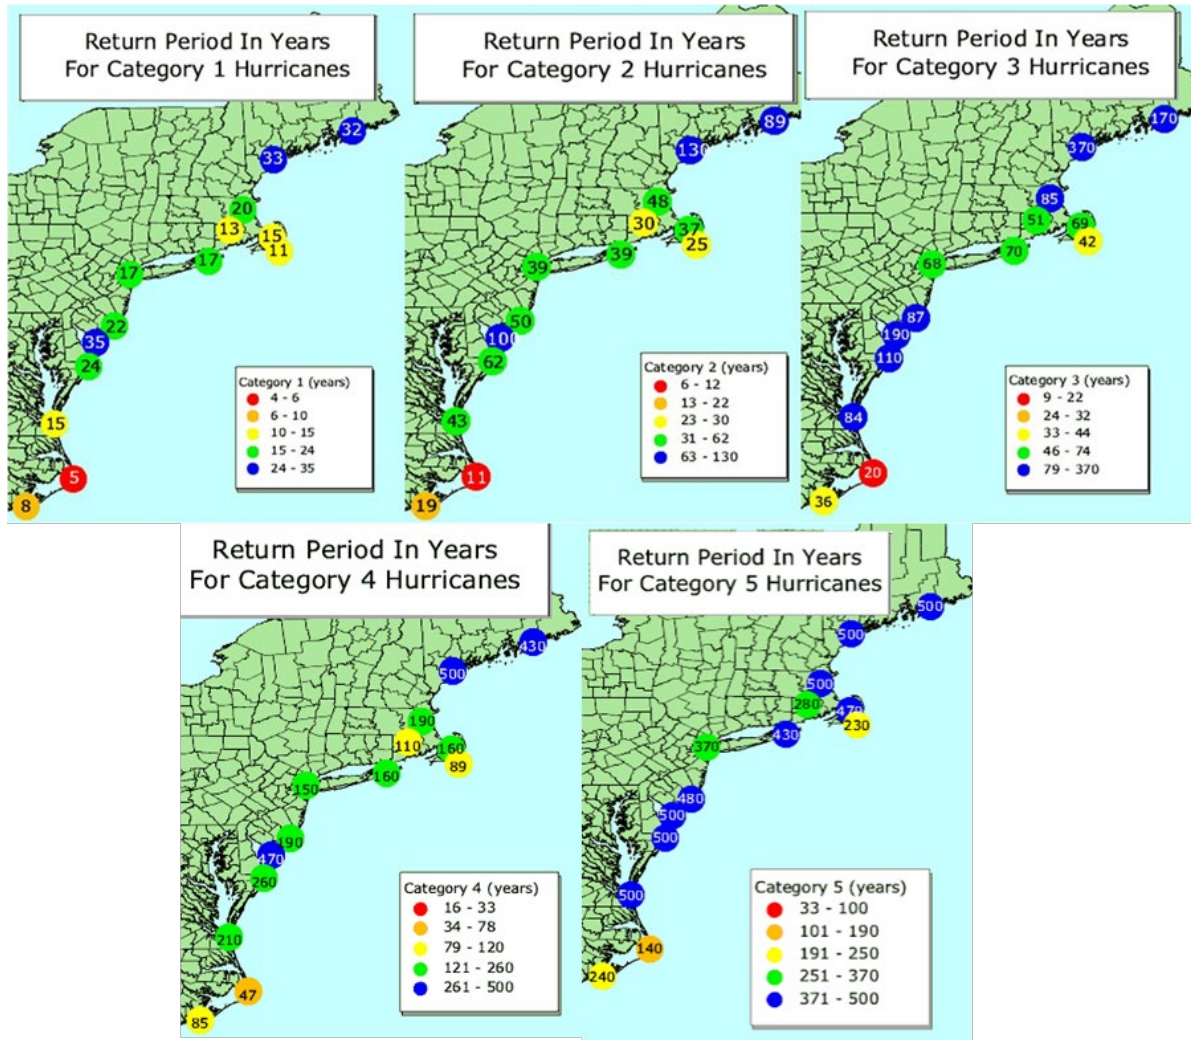 Return Period In Years
For Category 1 Hurricanes
32
33
20
13
15
11
17
17
22
35
24
15
5
8
Category 1 (years)
4 - 6
6 - 10
10 - 15
15 - 24
24 - 35
Return Period In Years
For Category 2 Hurricanes
89
130
48
30
37
25
39
39
50
100
62
43
11
19
Category 2 (years)
6 - 12
13 - 22
23 - 30
31 - 62
63 - 130
Return Period In Years
For Category 3 Hurricanes
170
370
85
51
69
42
70
68
87
190
110
84
20
36
Category 3 (years)
9 - 22
24 - 32
33 - 44
46 - 74
79 - 370
Return Period In Years
For Category 4 Hurricanes
430
500
190
110
160
89
160
150
190
470
260
210
47
85
Category 4 (years)
16 - 33
34 - 78
79 - 120
121 - 260
261 - 500
Return Period In Years
For Category 5 Hurricanes
500
500
500
280
470
230
430
370
480
500
500
500
140
240
Category 5 (years)
33 - 100
101 - 190
191 - 250
251 - 370
371 - 500